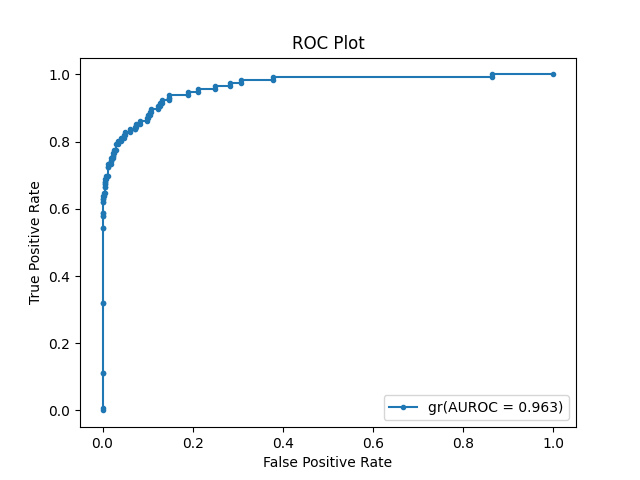 ROC Plot
True Positive Rate
1.0
0.8
0.6
0.4
0.2
0.0
gr(AUROC = 0.963)
0.0 0.2 0.4 0.6 0.8 1.0
False Positive Rate